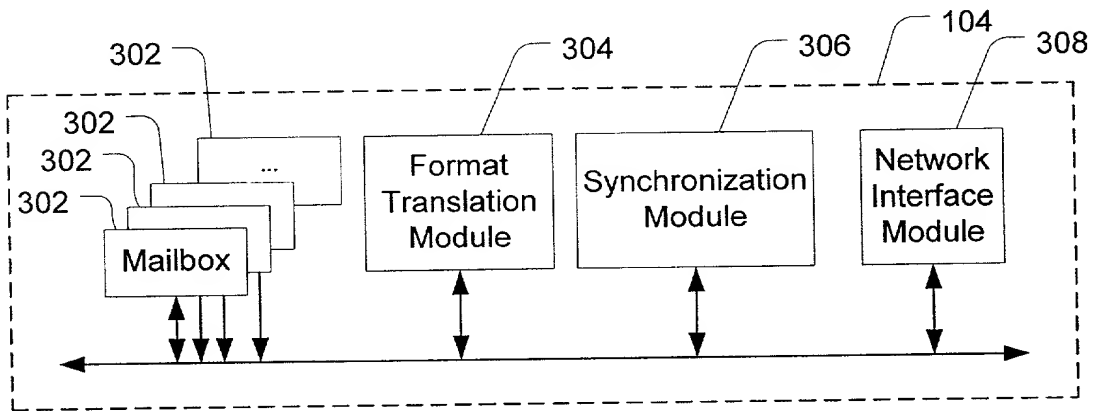 302
304
306
104
308
302
302
302
...
Mailbox
Format
Translation
Module
Synchronization
Module
Network
Interface
Module